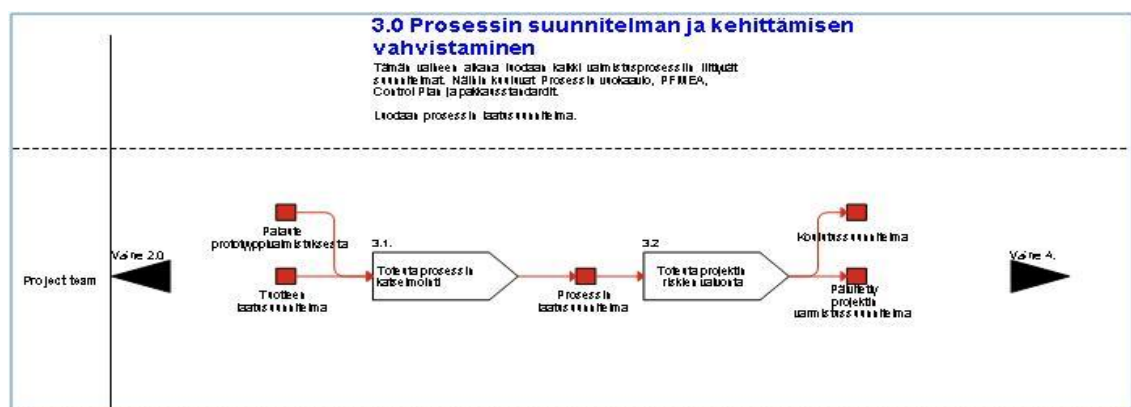 3.0 Prosessin suunnitelman ja kehittämisen
vahvistaminen
Tämän vaiheen aikana luodaan kaikki valmistusprosessiin liittyvät
suunnitelmat. Näihin kuuluvat Prosessin vuokaavio, PFMEA,
Control Plan ja pakkausstandardit.
Luodaan prosessin laatusuunnitelma.
Project team
Vaihe 2.0
Palaute
prototyyppivalmistuksesta
Tuotteen
laatusuunnitelma
3.1.
Toteuta prosessin
katselmointi
Prosessin
laatusuunnitelma
3.2
Toteuta projektin
riskien valvonta
Koulutussuunnitelma
Päivitetty
projektin
varmistussuunnitelma
Vaihe 4.